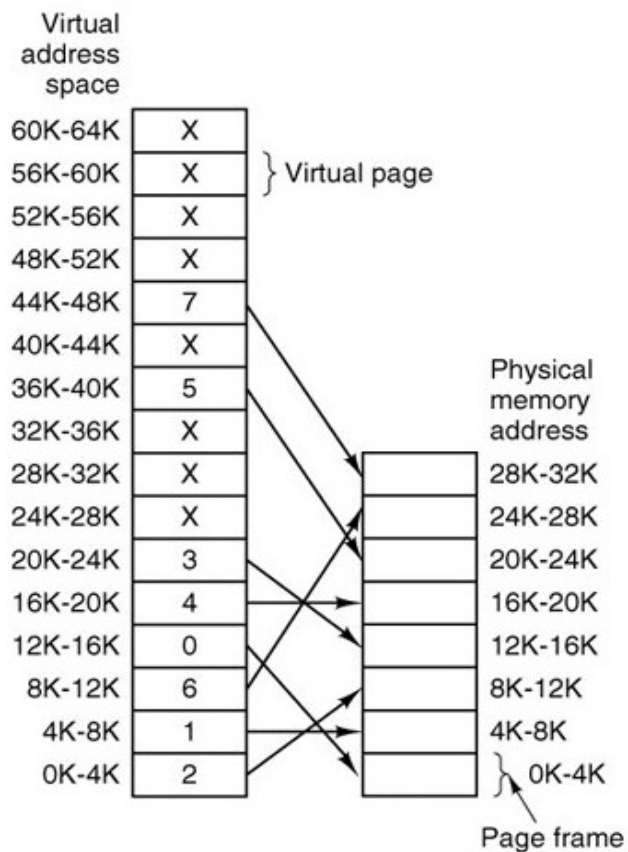 Virtual
address
space
60K-64K X
56K-60K X Virtual page
52K-56K X
48K-52K X
44K-48K 7
40K-44K X
36K-40K 5
Physical
memory
address
32K-36K X
28K-32K X 28K-32K
24K-28K X 24K-28K
20K-24K 3 20K-24K
16K-20K 4 16K-20K
12K-16K 0 12K-16K
8K-12K 6 8K-12K
4K-8K 1 4K-8K
0K-4K 2 0K-4K
Page frame